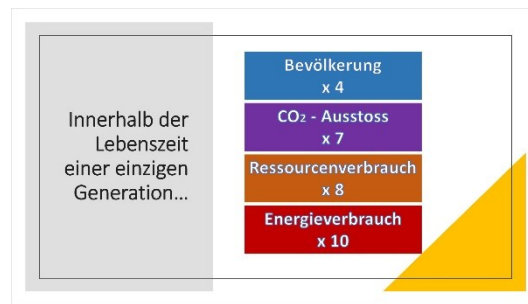 Innerhalb der
Lebenszeit
einer einzigen
Generation...
Bevölkerung
x 4
CO₂ - Ausstoss
x 7
Ressourcenverbrauch
x 8
Energieverbrauch
x 10